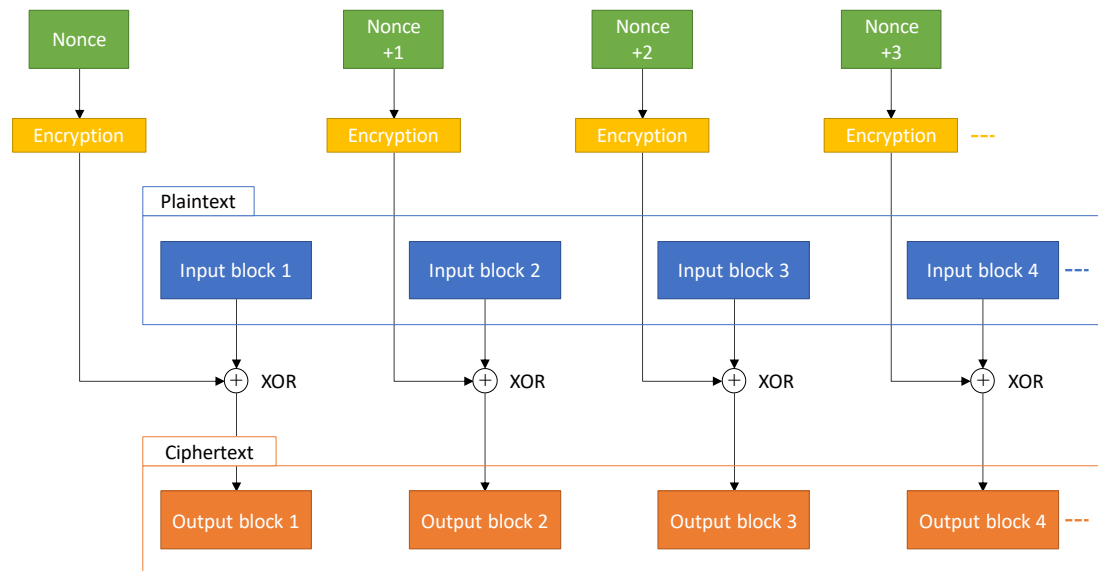 Nonce
Nonce
+1
Nonce
+2
Nonce
+3
Encryption
Encryption
Encryption
Encryption
Plaintext
Input block 1
Input block 2
Input block 3
Input block 4
XOR
XOR
XOR
XOR
Ciphertext
Output block 1
Output block 2
Output block 3
Output block 4